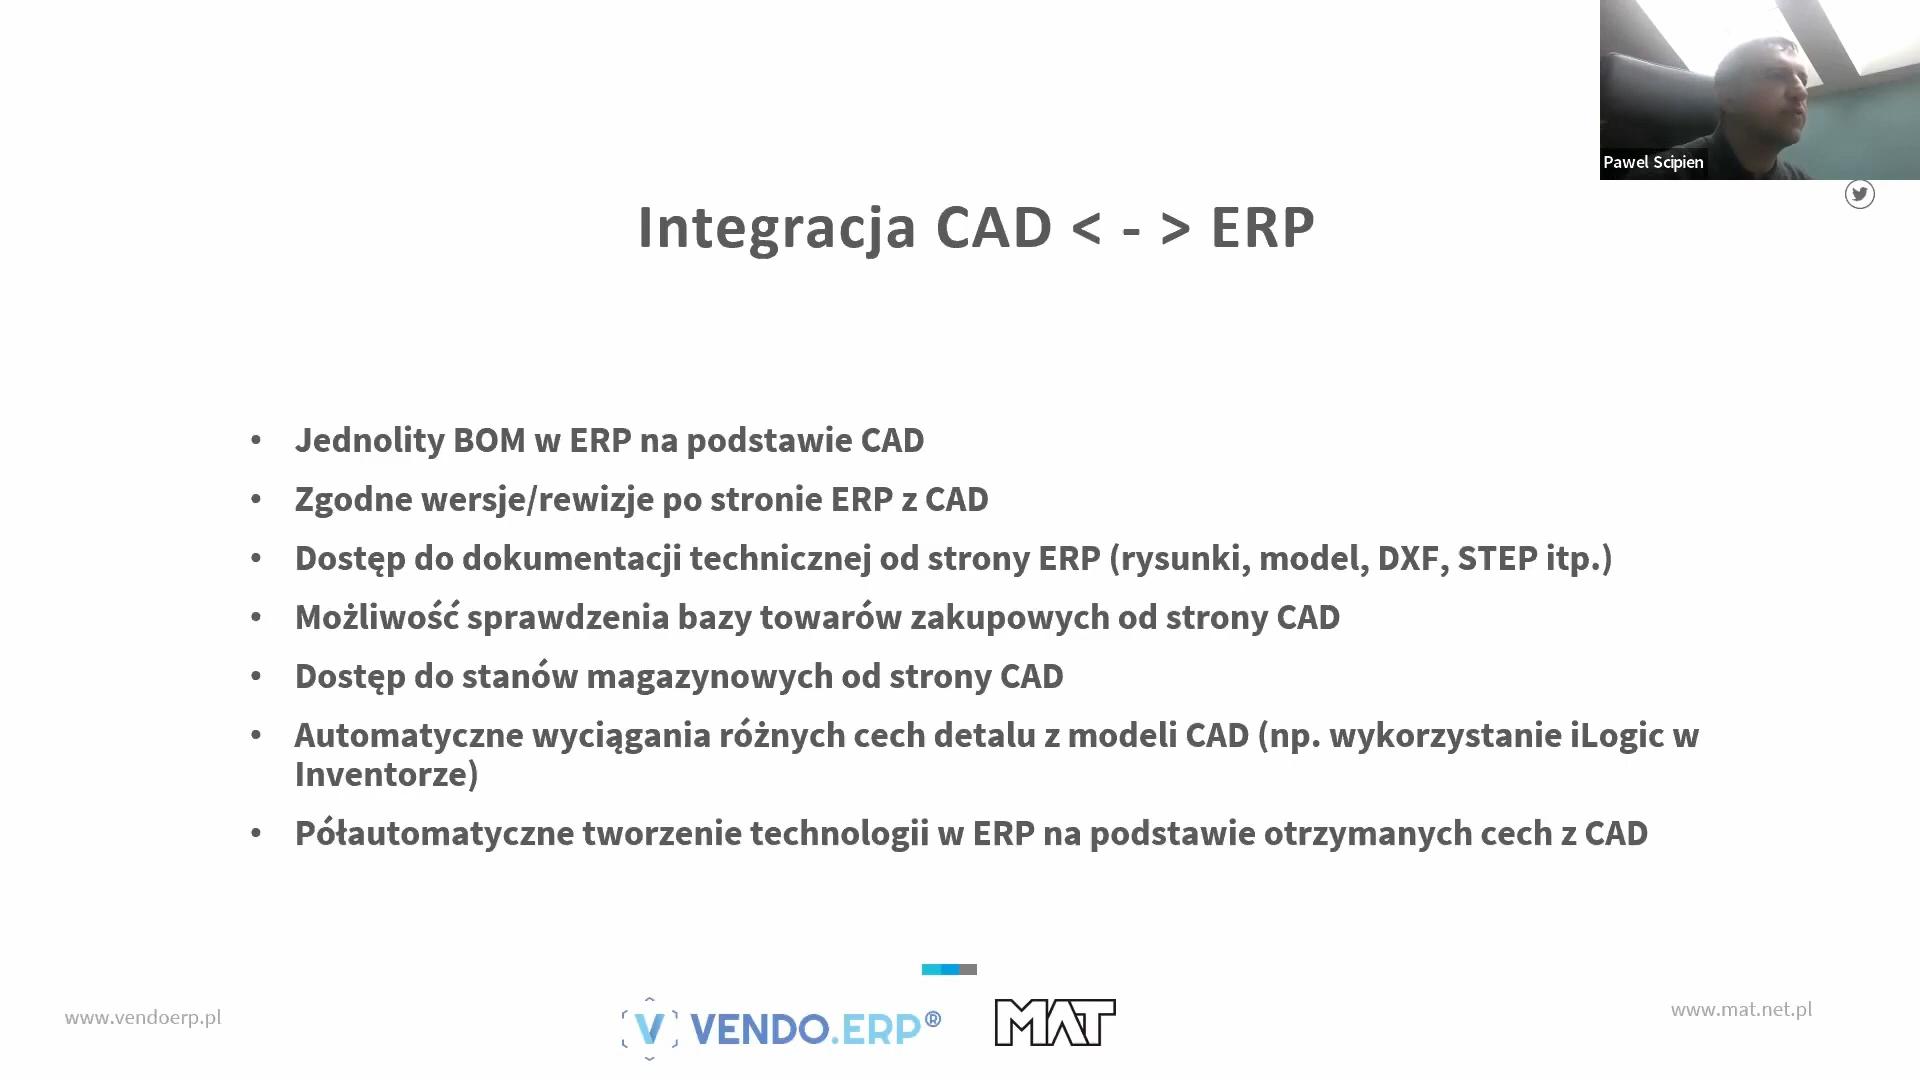 Pawel Scipien
Integracja CAD < - > ERP
• Jednolity BOM w ERP na podstawie CAD
• Zgodne wersje/rewizje po stronie ERP z CAD
• Dostęp do dokumentacji technicznej od strony ERP (rysunki, model, DXF, STEP itp.)
• Możliwość sprawdzenia bazy towarów zakupowych od strony CAD
• Dostęp do stanów magazynowych od strony CAD
• Automatyczne wyciągania różnych cech detalu z modeli CAD (np. wykorzystanie iLogic w
Inventorze)
• Półautomatyczne tworzenie technologii w ERP na podstawie otrzymanych cech z CAD
www.vendoerp.pl
V VENDO.ERP®
MAT
www.mat.net.pl